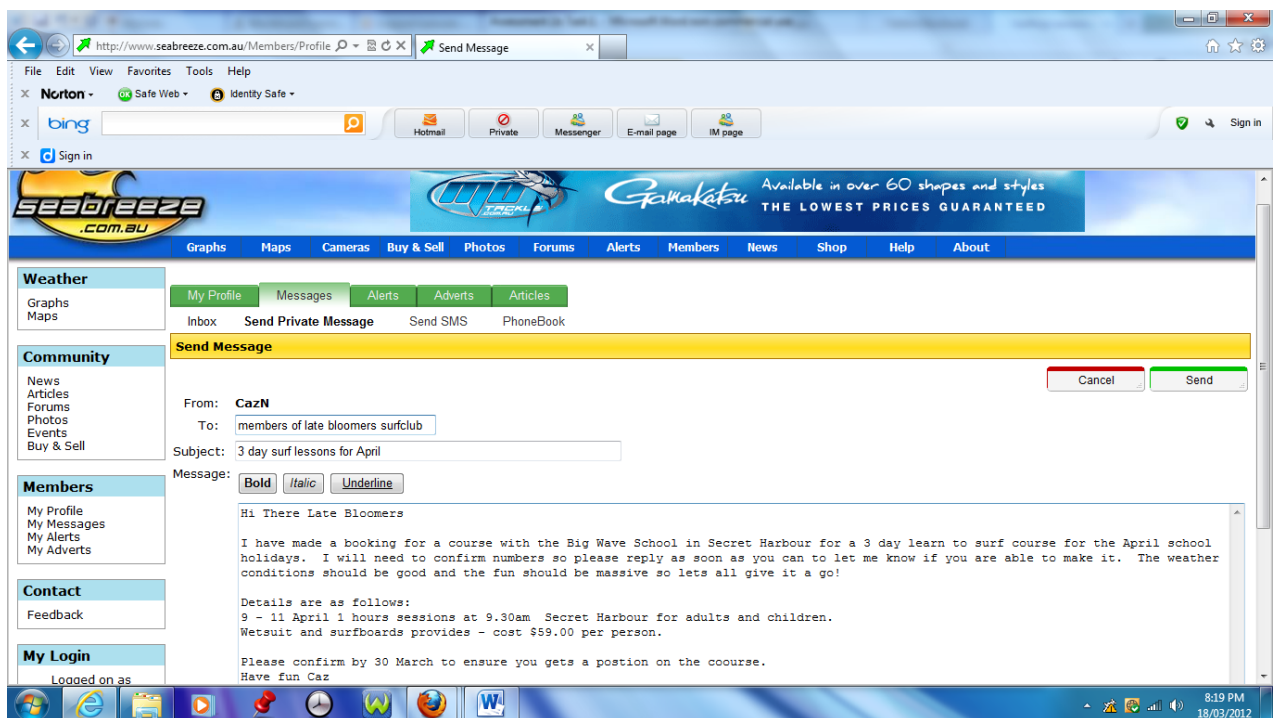 http://www.seabreeze.com.au/Members/Profile
Send Message
File Edit View Favorites Tools Help
Norton Safe Web Identity Safe
bing Hotmail Private Messenger E-mail page IM page Sign in
Sign in
seabreeze .com.au
MO TACKLE .COM.AU
Gamakatsu Available in over 60 shapes and styles
THE LOWEST PRICES GUARANTEED
Graphs Maps Cameras Buy & Sell Photos Forums Alerts Members News Shop Help About
Weather
Graphs
Maps
Community
News
Articles
Forums
Photos
Events
Buy & Sell
Members
My Profile
My Messages
My Alerts
My Adverts
Contact
Feedback
My Login
Logged on as
My Profile Messages Alerts Adverts Articles
Inbox Send Private Message Send SMS PhoneBook
Send Message
Cancel Send
From: CazN
To: members of late bloomers surfclub
Subject: 3 day surf lessons for April
Message: Bold Italic Underline
Hi There Late Bloomers
I have made a booking for a course with the Big Wave School in Secret Harbour for a 3 day learn to surf course for the April school
holidays. I will need to confirm numbers so please reply as soon as you can to let me know if you are able to make it. The weather
conditions should be good and the fun should be massive so lets all give it a go!
Details are as follows:
9 - 11 April 1 hours sessions at 9.30am Secret Harbour for adults and children.
Wetsuit and surfboards provides - cost $59.00 per person.
Please confirm by 30 March to ensure you gets a postion on the coourse.
Have fun Caz
8:19 PM
18/03/2012